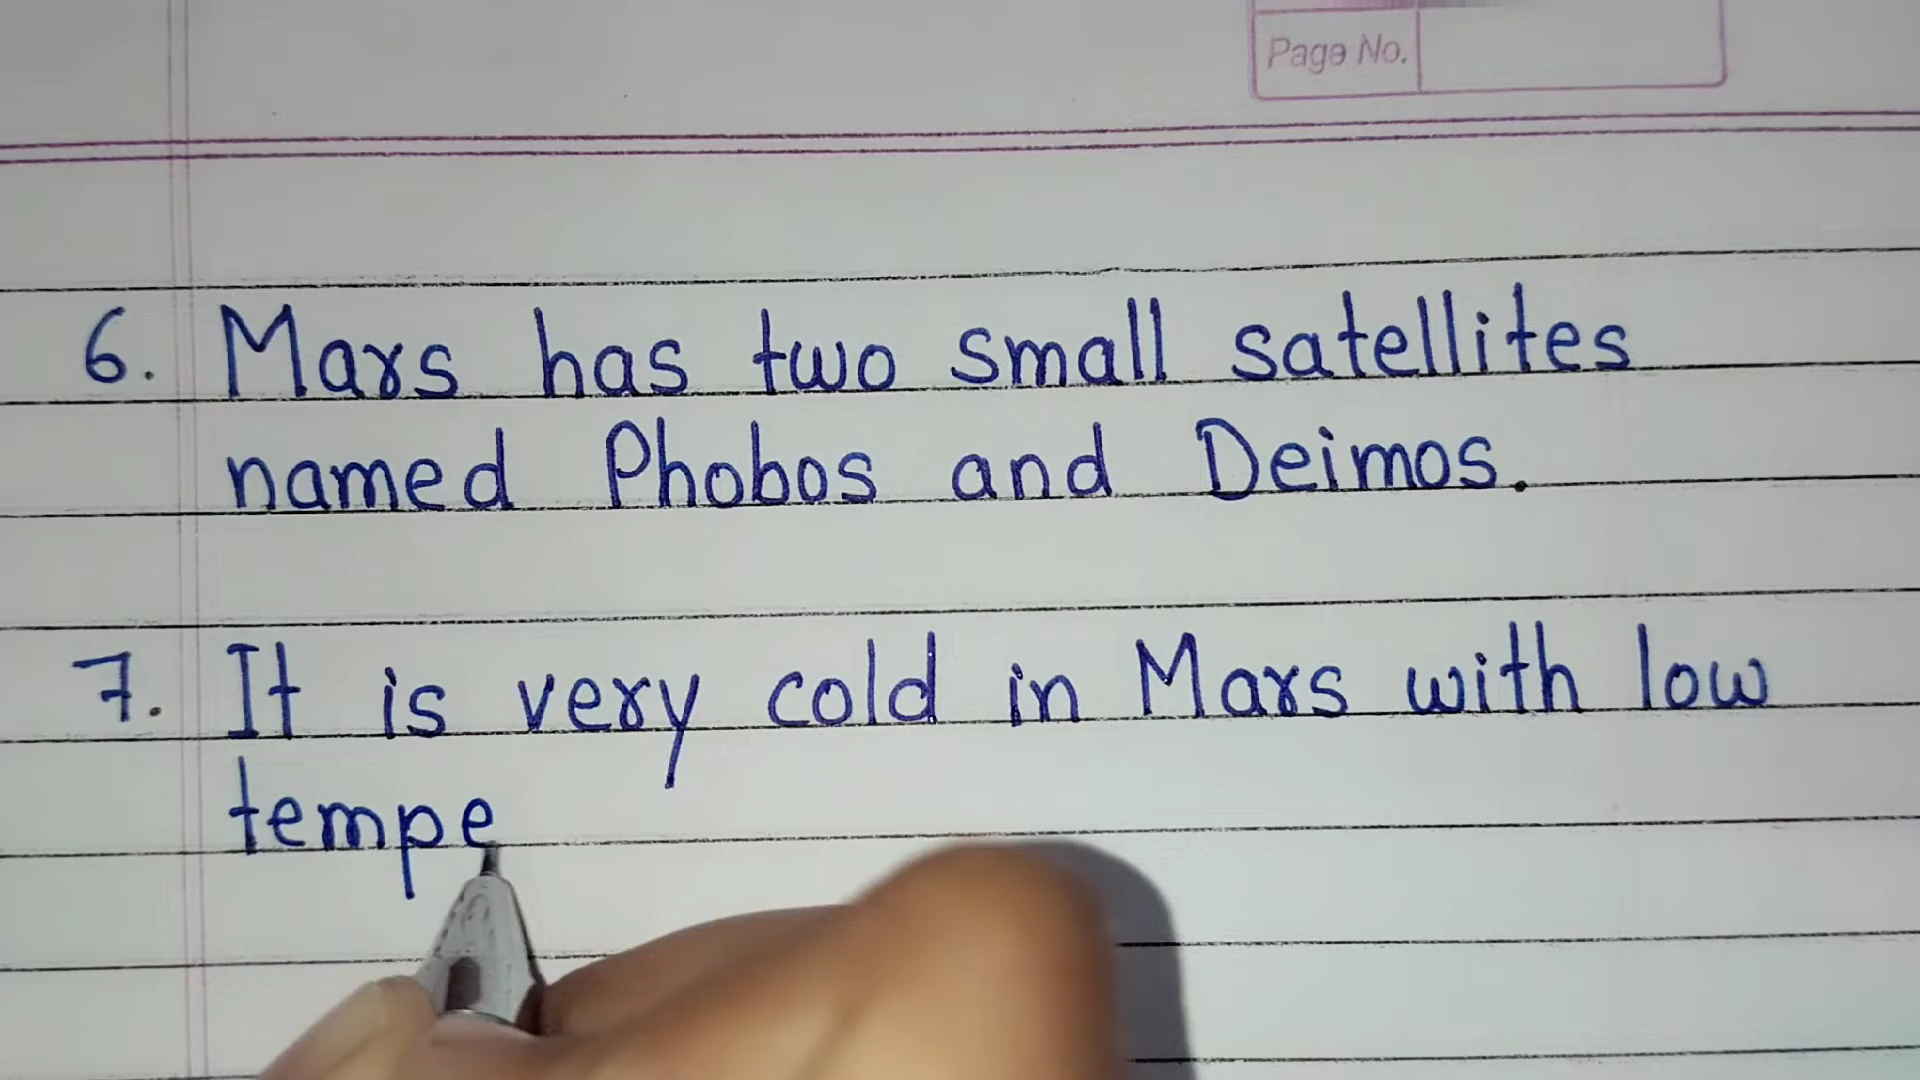 Page No.
6. Mars has two small satellites
named Phobos and Deimos.
7. It is very cold in Mars with low
tempe